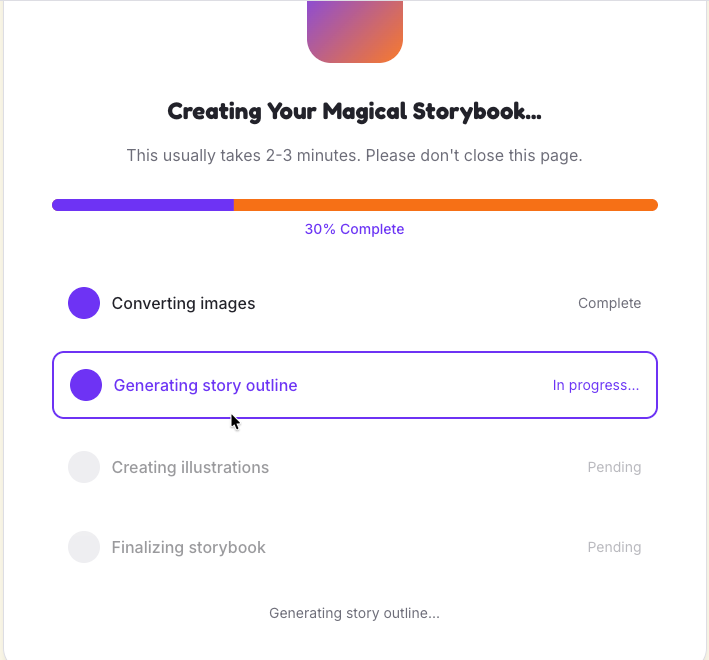 Creating Your Magical Storybook...
This usually takes 2-3 minutes. Please don't close this page.
30% Complete
Converting images Complete
Generating story outline In progress...
Creating illustrations Pending
Finalizing storybook Pending
Generating story outline...